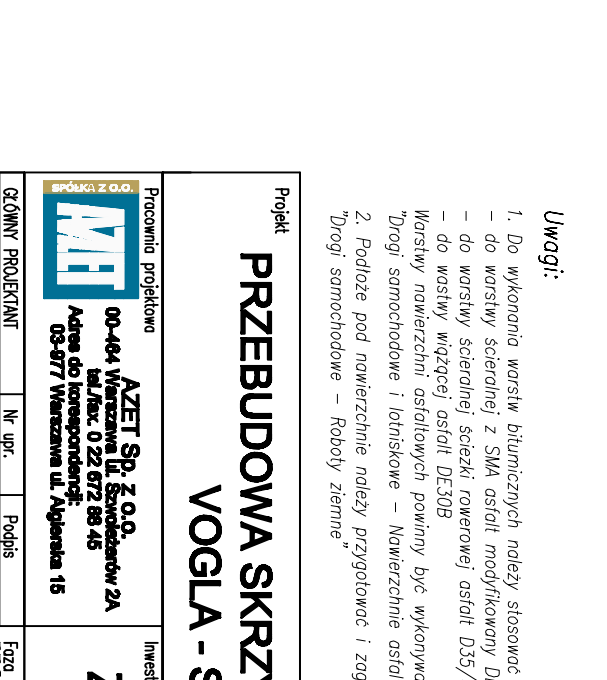 Uwagi:
1. Do wykonania warstw bitumicznych należy stosować
– do warstwy ścieralnej z SMA asfalt modyfikowany
– do warstwy ścieralnej ściezki rowerowej asfalt D35/
– do wastwy wiążącej asfalt DE30B
Warstwy nawierzchni asfaltowych powinny być
"Drogi samochodowe i lotniskowe – Nawierzchnie
2. Podłoże pod nawierzchnie należy przygotować i
"Drogi samochodowe – Roboty ziemne"
Projekt
PRZEBUDOWA
VOGLA -
Pracownia projektowa
SPÓŁKA Z O.O.
AZET
AZET Sp. z o.o.
00-464 Warszawa ul. Szwoleżerów 2A
tel./fax. 0 22 672 88 45
Adres do korespondencji:
03-977 Warszawa ul. Algierska 15
GŁÓWNY PROJEKTANT
Nr upr.
Podpis
Faza